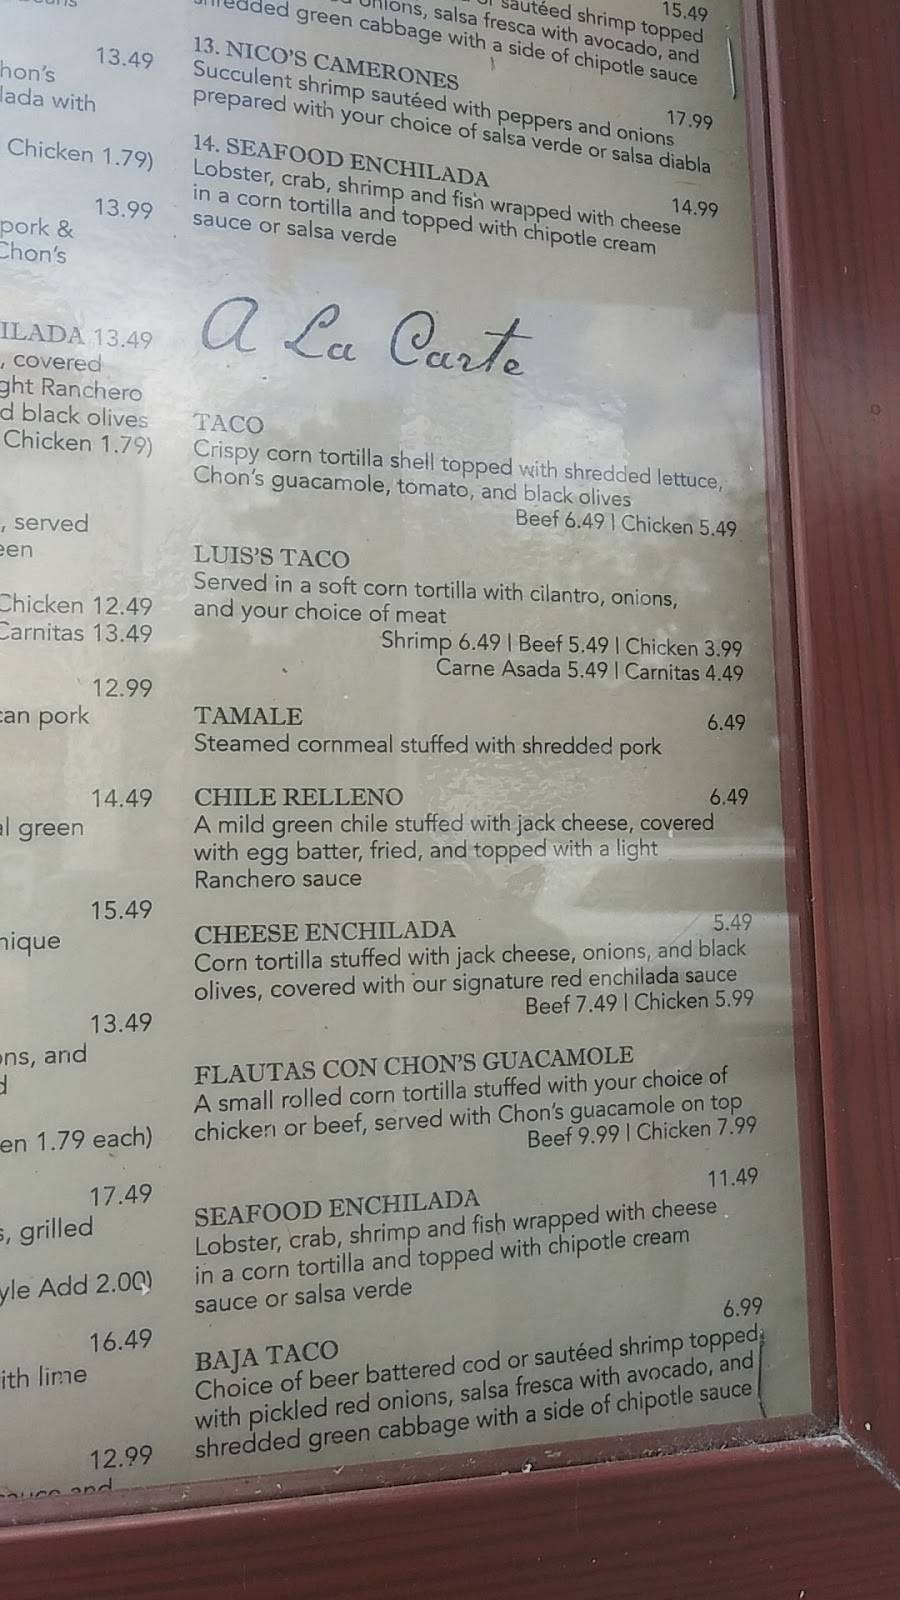 13.49
hon's
lada with
Chicken 1.79)
13.99
pork &
Chon's
ILADA 13.49
, covered
ght Ranchero
d black olives
Chicken 1.79)
, served
een
Chicken 12.49
Carnitas 13.49
12.99
can pork
14.49
al green
15.49
nique
13.49
ons, and
d
en 1.79 each)
17.49
s, grilled
yle Add 2.00)
16.49
ith lime
12.99
sauce and
15.49
or sautéed shrimp topped
onions, salsa fresca with avocado, and
shredded green cabbage with a side of chipotle sauce
13. NICO'S CAMERONES 17.99
Succulent shrimp sautéed with peppers and onions
prepared with your choice of salsa verde or salsa diabla
14. SEAFOOD ENCHILADA 14.99
Lobster, crab, shrimp and fish wrapped with cheese
in a corn tortilla and topped with chipotle cream
sauce or salsa verde
A La Carte
TACO
Crispy corn tortilla shell topped with shredded lettuce,
Chon's guacamole, tomato, and black olives
Beef 6.49 | Chicken 5.49
LUIS'S TACO
Served in a soft corn tortilla with cilantro, onions,
and your choice of meat
Shrimp 6.49 | Beef 5.49 | Chicken 3.99
Carne Asada 5.49 | Carnitas 4.49
TAMALE 6.49
Steamed cornmeal stuffed with shredded pork
CHILE RELLENO 6.49
A mild green chile stuffed with jack cheese, covered
with egg batter, fried, and topped with a light
Ranchero sauce
CHEESE ENCHILADA 5.49
Corn tortilla stuffed with jack cheese, onions, and black
olives, covered with our signature red enchilada sauce
Beef 7.49 | Chicken 5.99
FLAUTAS CON CHON'S GUACAMOLE
A small rolled corn tortilla stuffed with your choice of
chicken or beef, served with Chon's guacamole on top
Beef 9.99 | Chicken 7.99
SEAFOOD ENCHILADA 11.49
Lobster, crab, shrimp and fish wrapped with cheese
in a corn tortilla and topped with chipotle cream
sauce or salsa verde
BAJA TACO 6.99
Choice of beer battered cod or sautéed shrimp topped
with pickled red onions, salsa fresca with avocado, and
shredded green cabbage with a side of chipotle sauce